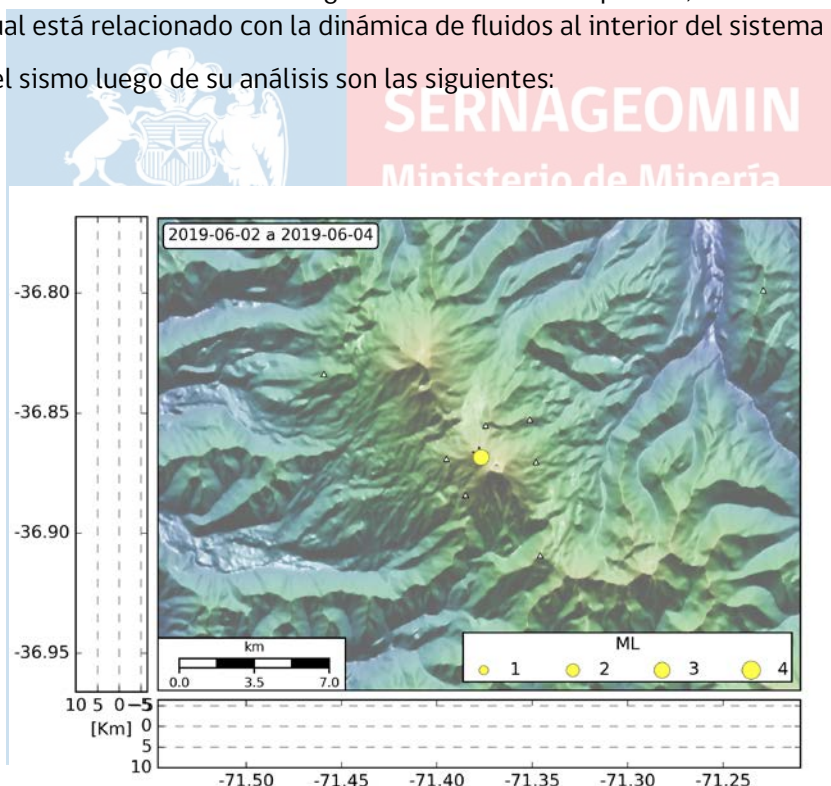 ual está relacionado con la dinámica de fluidos al interior del sistema
el sismo luego de su análisis son las siguientes:
SERNAGEOMIN
Ministerio de Minería
2019-06-02 a 2019-06-04
-36.80
-36.85
-36.90
-36.95
km
0.0 3.5 7.0
ML
1 2 3 4
10 5 0 -5
[Km] 0
5
10
-71.50 -71.45 -71.40 -71.35 -71.30 -71.25